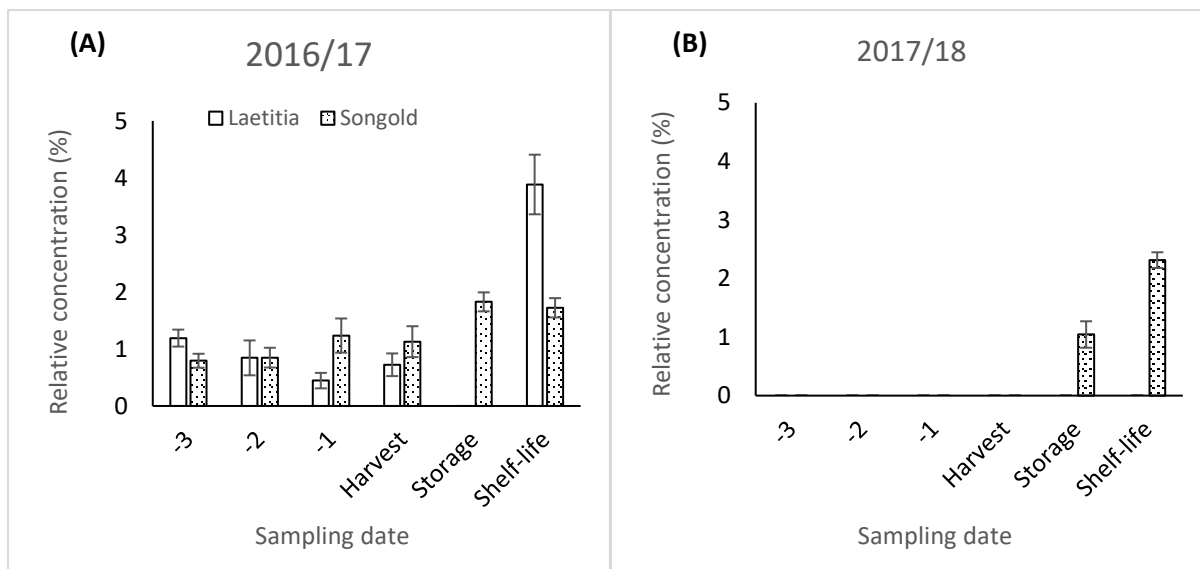 (A)
2016/17
Laetitia Songold
Relative concentration (%)
5
4
3
2
1
0
-3 -2 -1 Harvest Storage Shelf-life
Sampling date
(B)
2017/18
Relative concentration (%)
5
4
3
2
1
0
-3 -2 -1 Harvest Storage Shelf-life
Sampling date